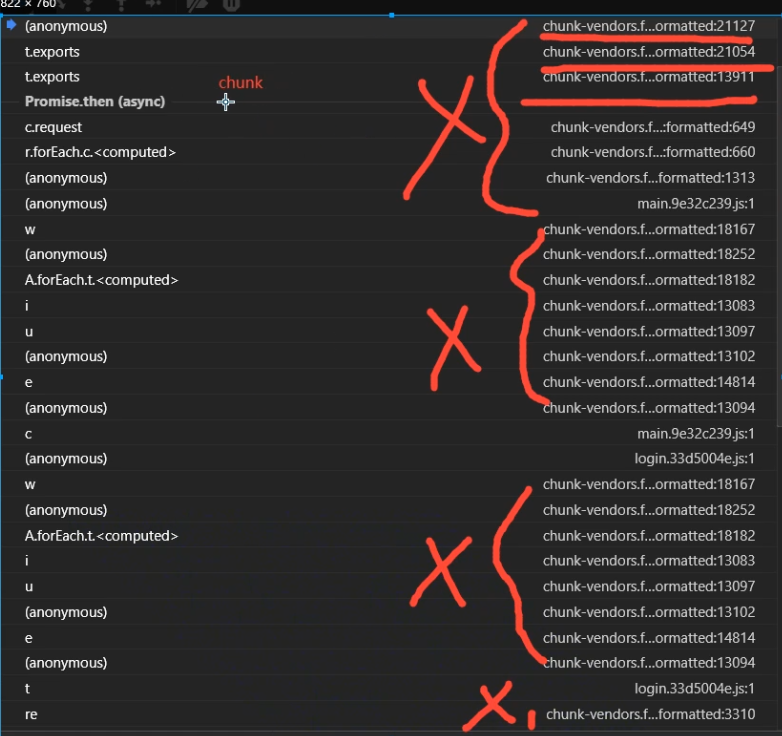 822 × 760
(anonymous) chunk-vendors.f...ormatted:21127
t.exports chunk-vendors.f...ormatted:21054
t.exports chunk-vendors.f...ormatted:13911
chunk
Promise.then (async)
c.request chunk-vendors.f...:formatted:649
r.forEach.c.<computed> chunk-vendors.f...:formatted:660
(anonymous) chunk-vendors.f...formatted:1313
(anonymous) main.9e32c239.js:1
w chunk-vendors.f...ormatted:18167
(anonymous) chunk-vendors.f...ormatted:18252
A.forEach.t.<computed> chunk-vendors.f...ormatted:18182
i chunk-vendors.f...ormatted:13083
u chunk-vendors.f...ormatted:13097
(anonymous) chunk-vendors.f...ormatted:13102
e chunk-vendors.f...ormatted:14814
(anonymous) chunk-vendors.f...ormatted:13094
c main.9e32c239.js:1
(anonymous) login.33d5004e.js:1
w chunk-vendors.f...ormatted:18167
(anonymous) chunk-vendors.f...ormatted:18252
A.forEach.t.<computed> chunk-vendors.f...ormatted:18182
i chunk-vendors.f...ormatted:13083
u chunk-vendors.f...ormatted:13097
(anonymous) chunk-vendors.f...ormatted:13102
e chunk-vendors.f...ormatted:14814
(anonymous) chunk-vendors.f...ormatted:13094
t login.33d5004e.js:1
re chunk-vendors.f...formatted:3310